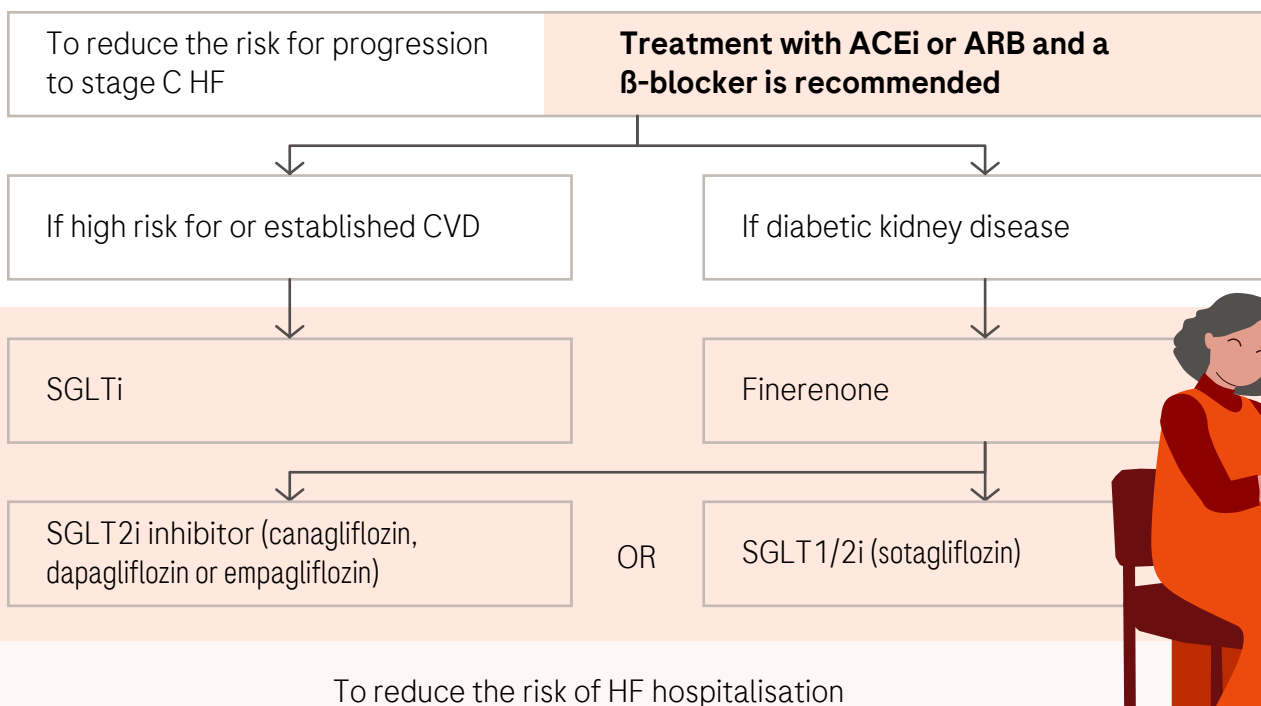 To reduce the risk for progression
to stage C HF
Treatment with ACEi or ARB and a
ß-blocker is recommended
If high risk for or established CVD
If diabetic kidney disease
SGLTi
Finerenone
SGLT2i inhibitor (canagliflozin,
dapagliflozin or empagliflozin)
OR
SGLT1/2i (sotagliflozin)
To reduce the risk of HF hospitalisation